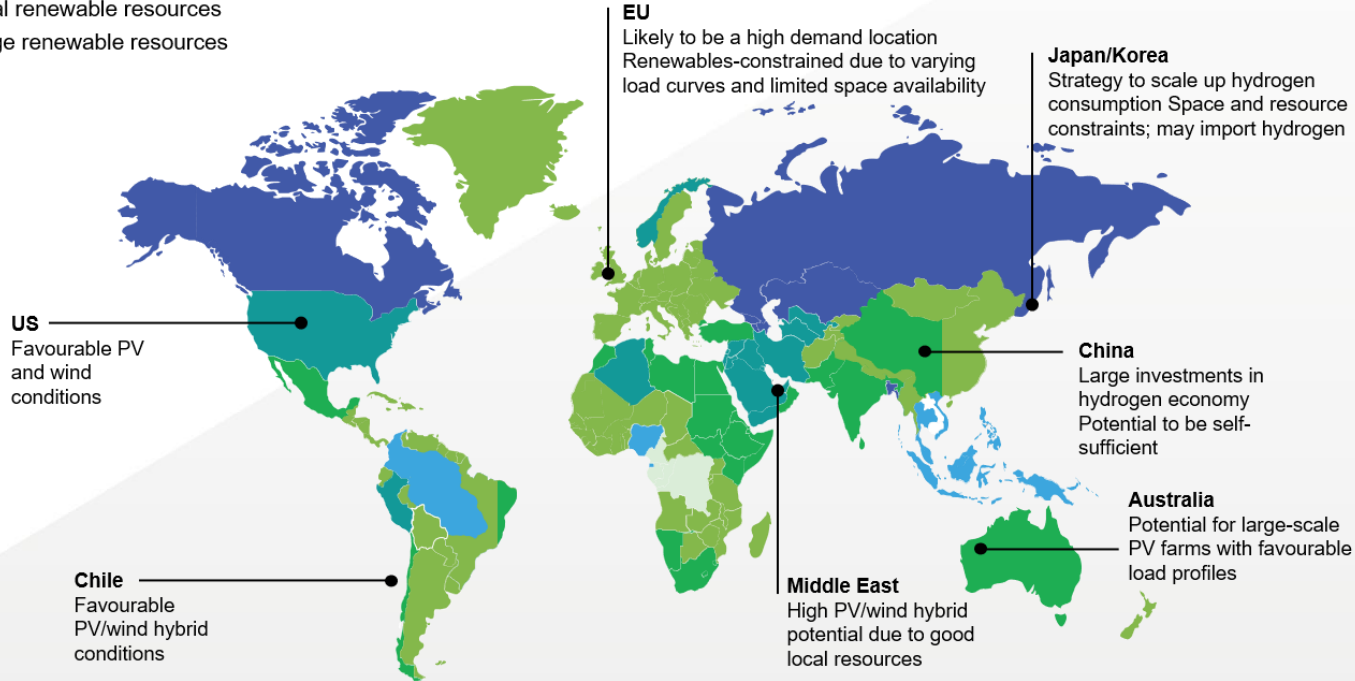 renewable resources
renewable resources
EU
Likely to be a high demand location
Renewables-constrained due to varying
load curves and limited space availability
Japan/Korea
Strategy to scale up hydrogen
consumption Space and resource
constraints; may import hydrogen
US
Favourable PV
and wind
conditions
China
Large investments in
hydrogen economy
Potential to be self-
sufficient
Australia
Potential for large-scale
PV farms with favourable
load profiles
Chile
Favourable
PV/wind hybrid
conditions
Middle East
High PV/wind hybrid
potential due to good
local resources